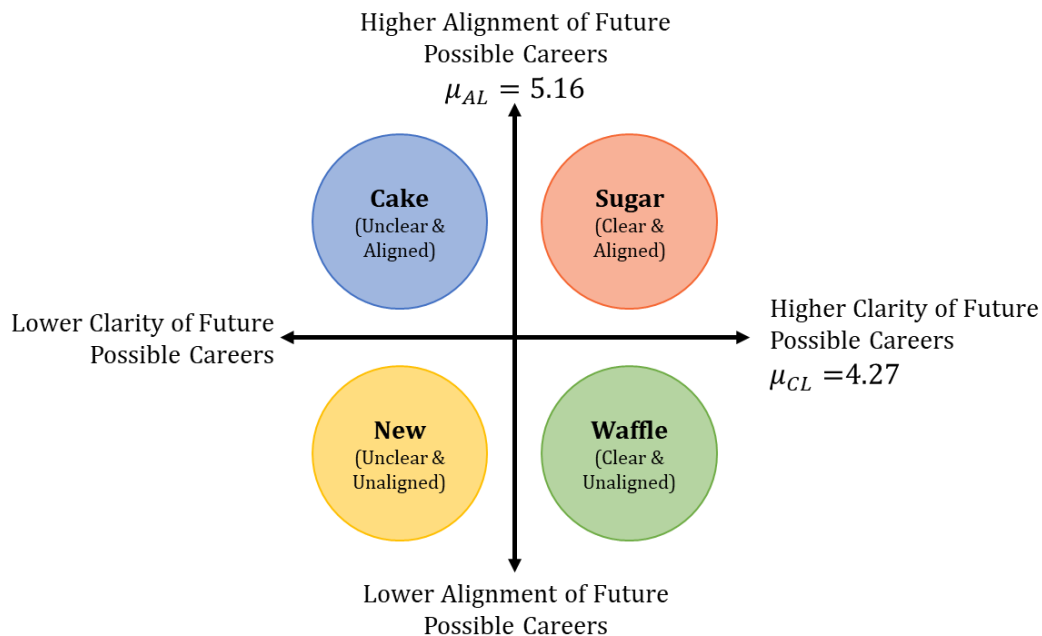 Higher Alignment of Future
Possible Careers
μ_AL = 5.16
Cake
(Unclear &
Aligned)
Sugar
(Clear &
Aligned)
Lower Clarity of Future
Possible Careers
Higher Clarity of Future
Possible Careers
μ_CL =4.27
New
(Unclear &
Unaligned)
Waffle
(Clear &
Unaligned)
Lower Alignment of Future
Possible Careers